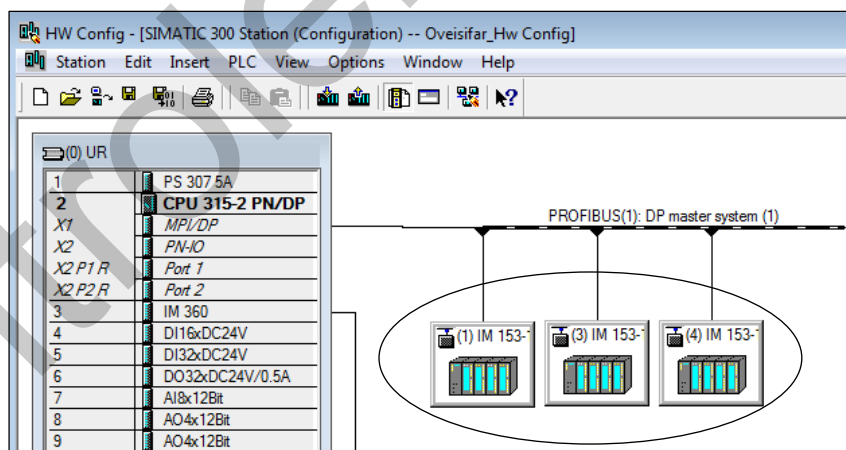 HW Config - [SIMATIC 300 Station (Configuration) -- Oveisifar_Hw Config]
Station Edit Insert PLC View Options Window Help
(0) UR
1 PS 307 5A
2 CPU 315-2 PN/DP
X1 MPI/DP
X2 PN-IO
X2 P1 R Port 1
X2 P2 R Port 2
3 IM 360
4 DI16xDC24V
5 DI32xDC24V
6 DO32xDC24V/0.5A
7 AI8x12Bit
8 AO4x12Bit
9 AO4x12Bit
PROFIBUS(1): DP master system (1)
(1) IM 153-
(3) IM 153-
(4) IM 153-